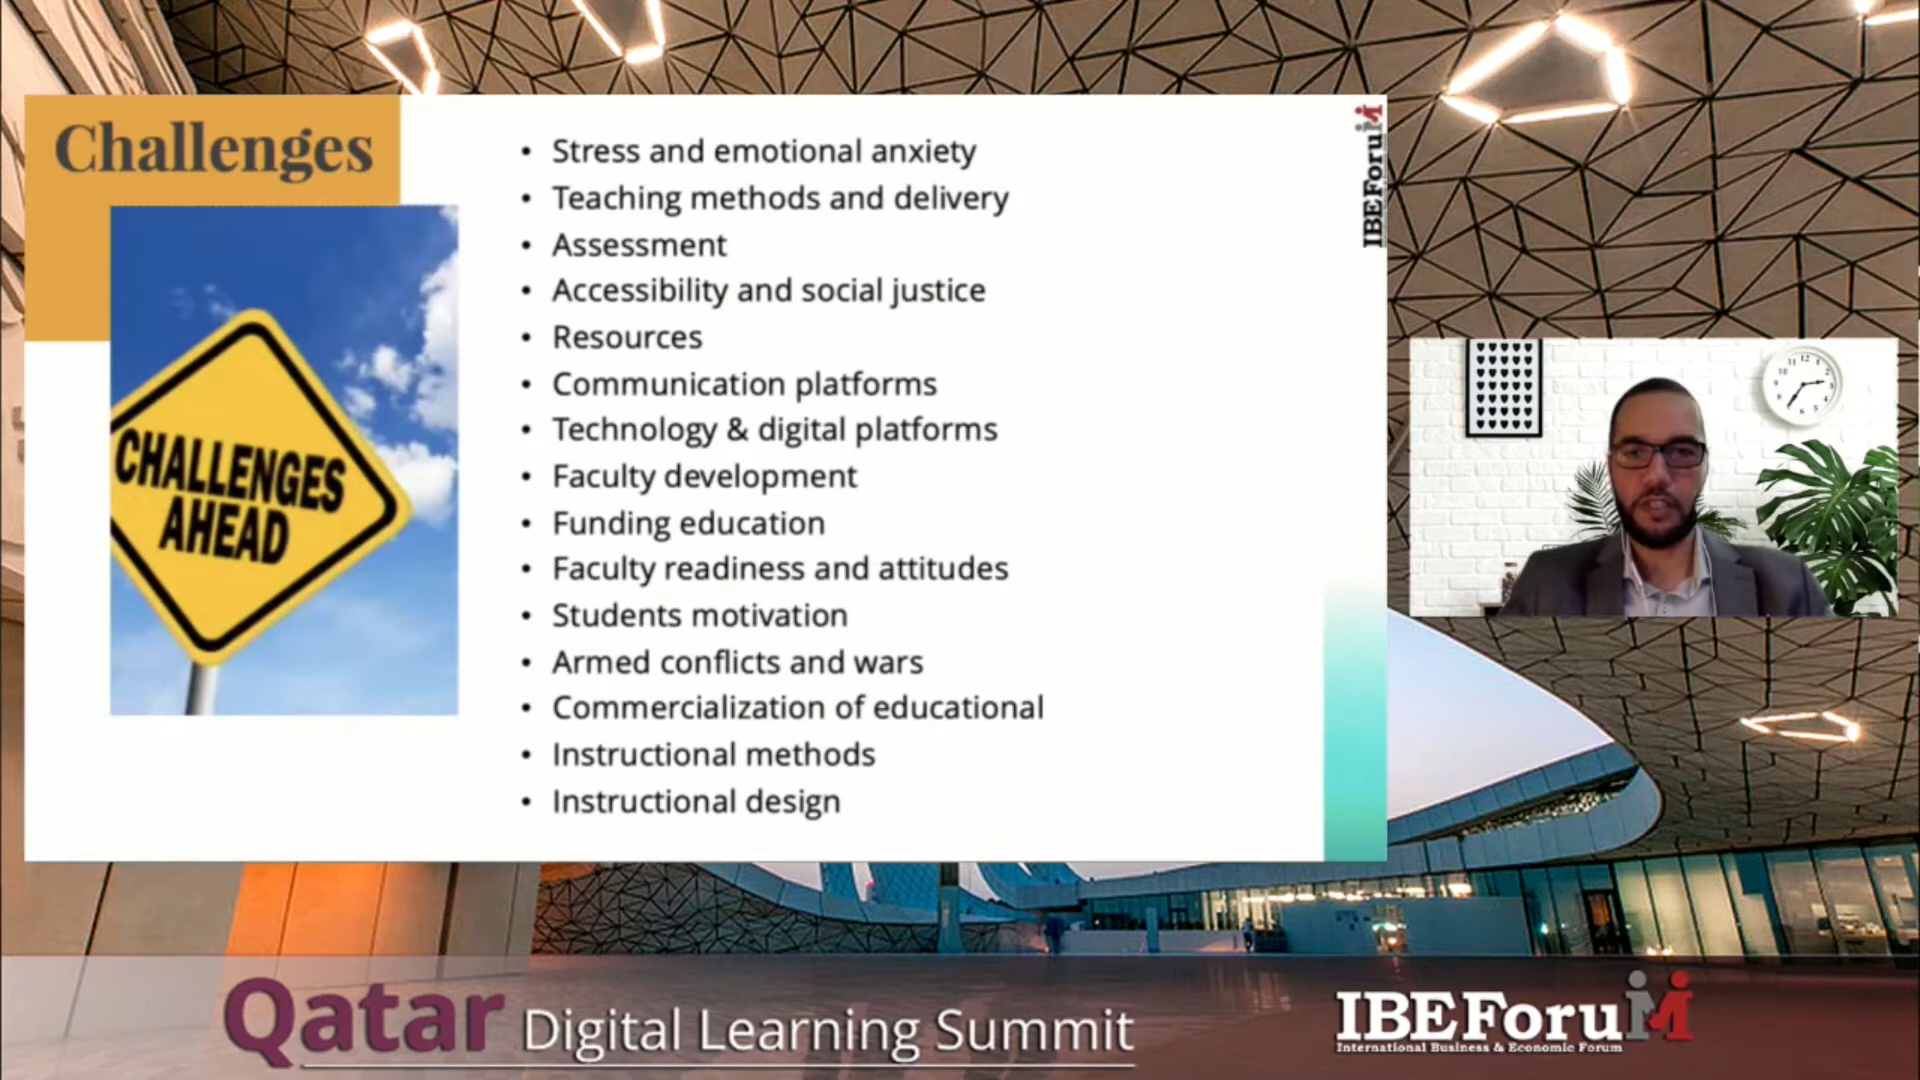 Challenges
CHALLENGES
AHEAD
• Stress and emotional anxiety
• Teaching methods and delivery
• Assessment
• Accessibility and social justice
• Resources
• Communication platforms
• Technology & digital platforms
• Faculty development
• Funding education
• Faculty readiness and attitudes
• Students motivation
• Armed conflicts and wars
• Commercialization of educational
• Instructional methods
• Instructional design
IBEForuM
Qatar Digital Learning Summit
IBEForuM
International Business & Economic Forum